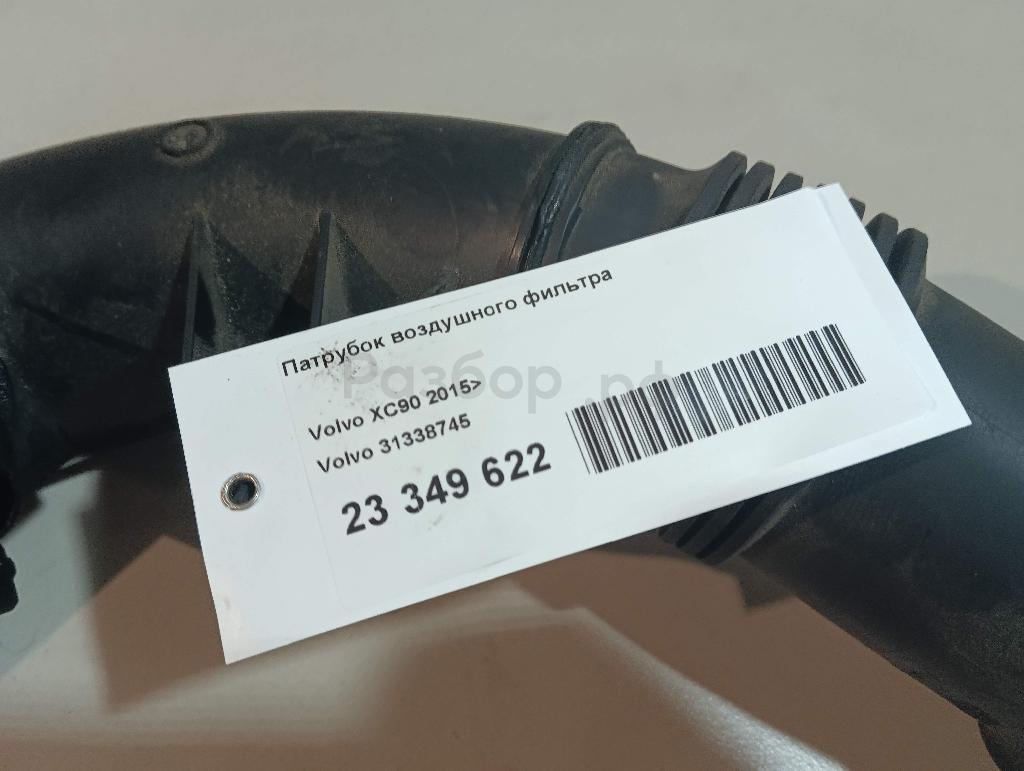 Патрубок воздушного фильтра
Разбор.рф
Volvo XC90 2015>
Volvo 31338745
23 349 622